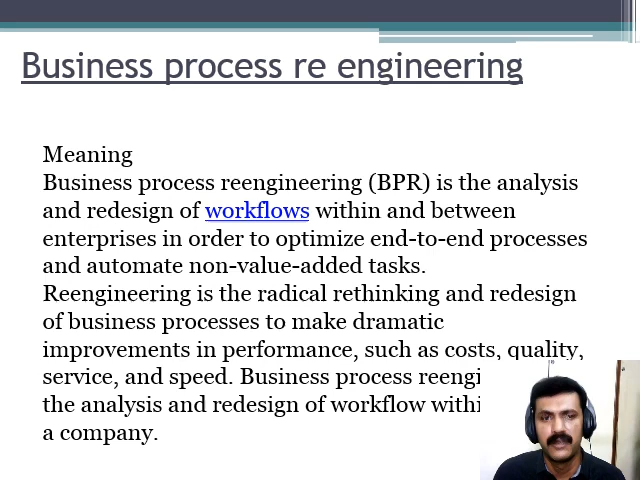 Business process re engineering
Meaning
Business process reengineering (BPR) is the analysis
and redesign of workflows within and between
enterprises in order to optimize end-to-end processes
and automate non-value-added tasks.
Reengineering is the radical rethinking and redesign
of business processes to make dramatic
improvements in performance, such as costs, quality,
service, and speed. Business process
the analysis and redesign of workflow
a company.